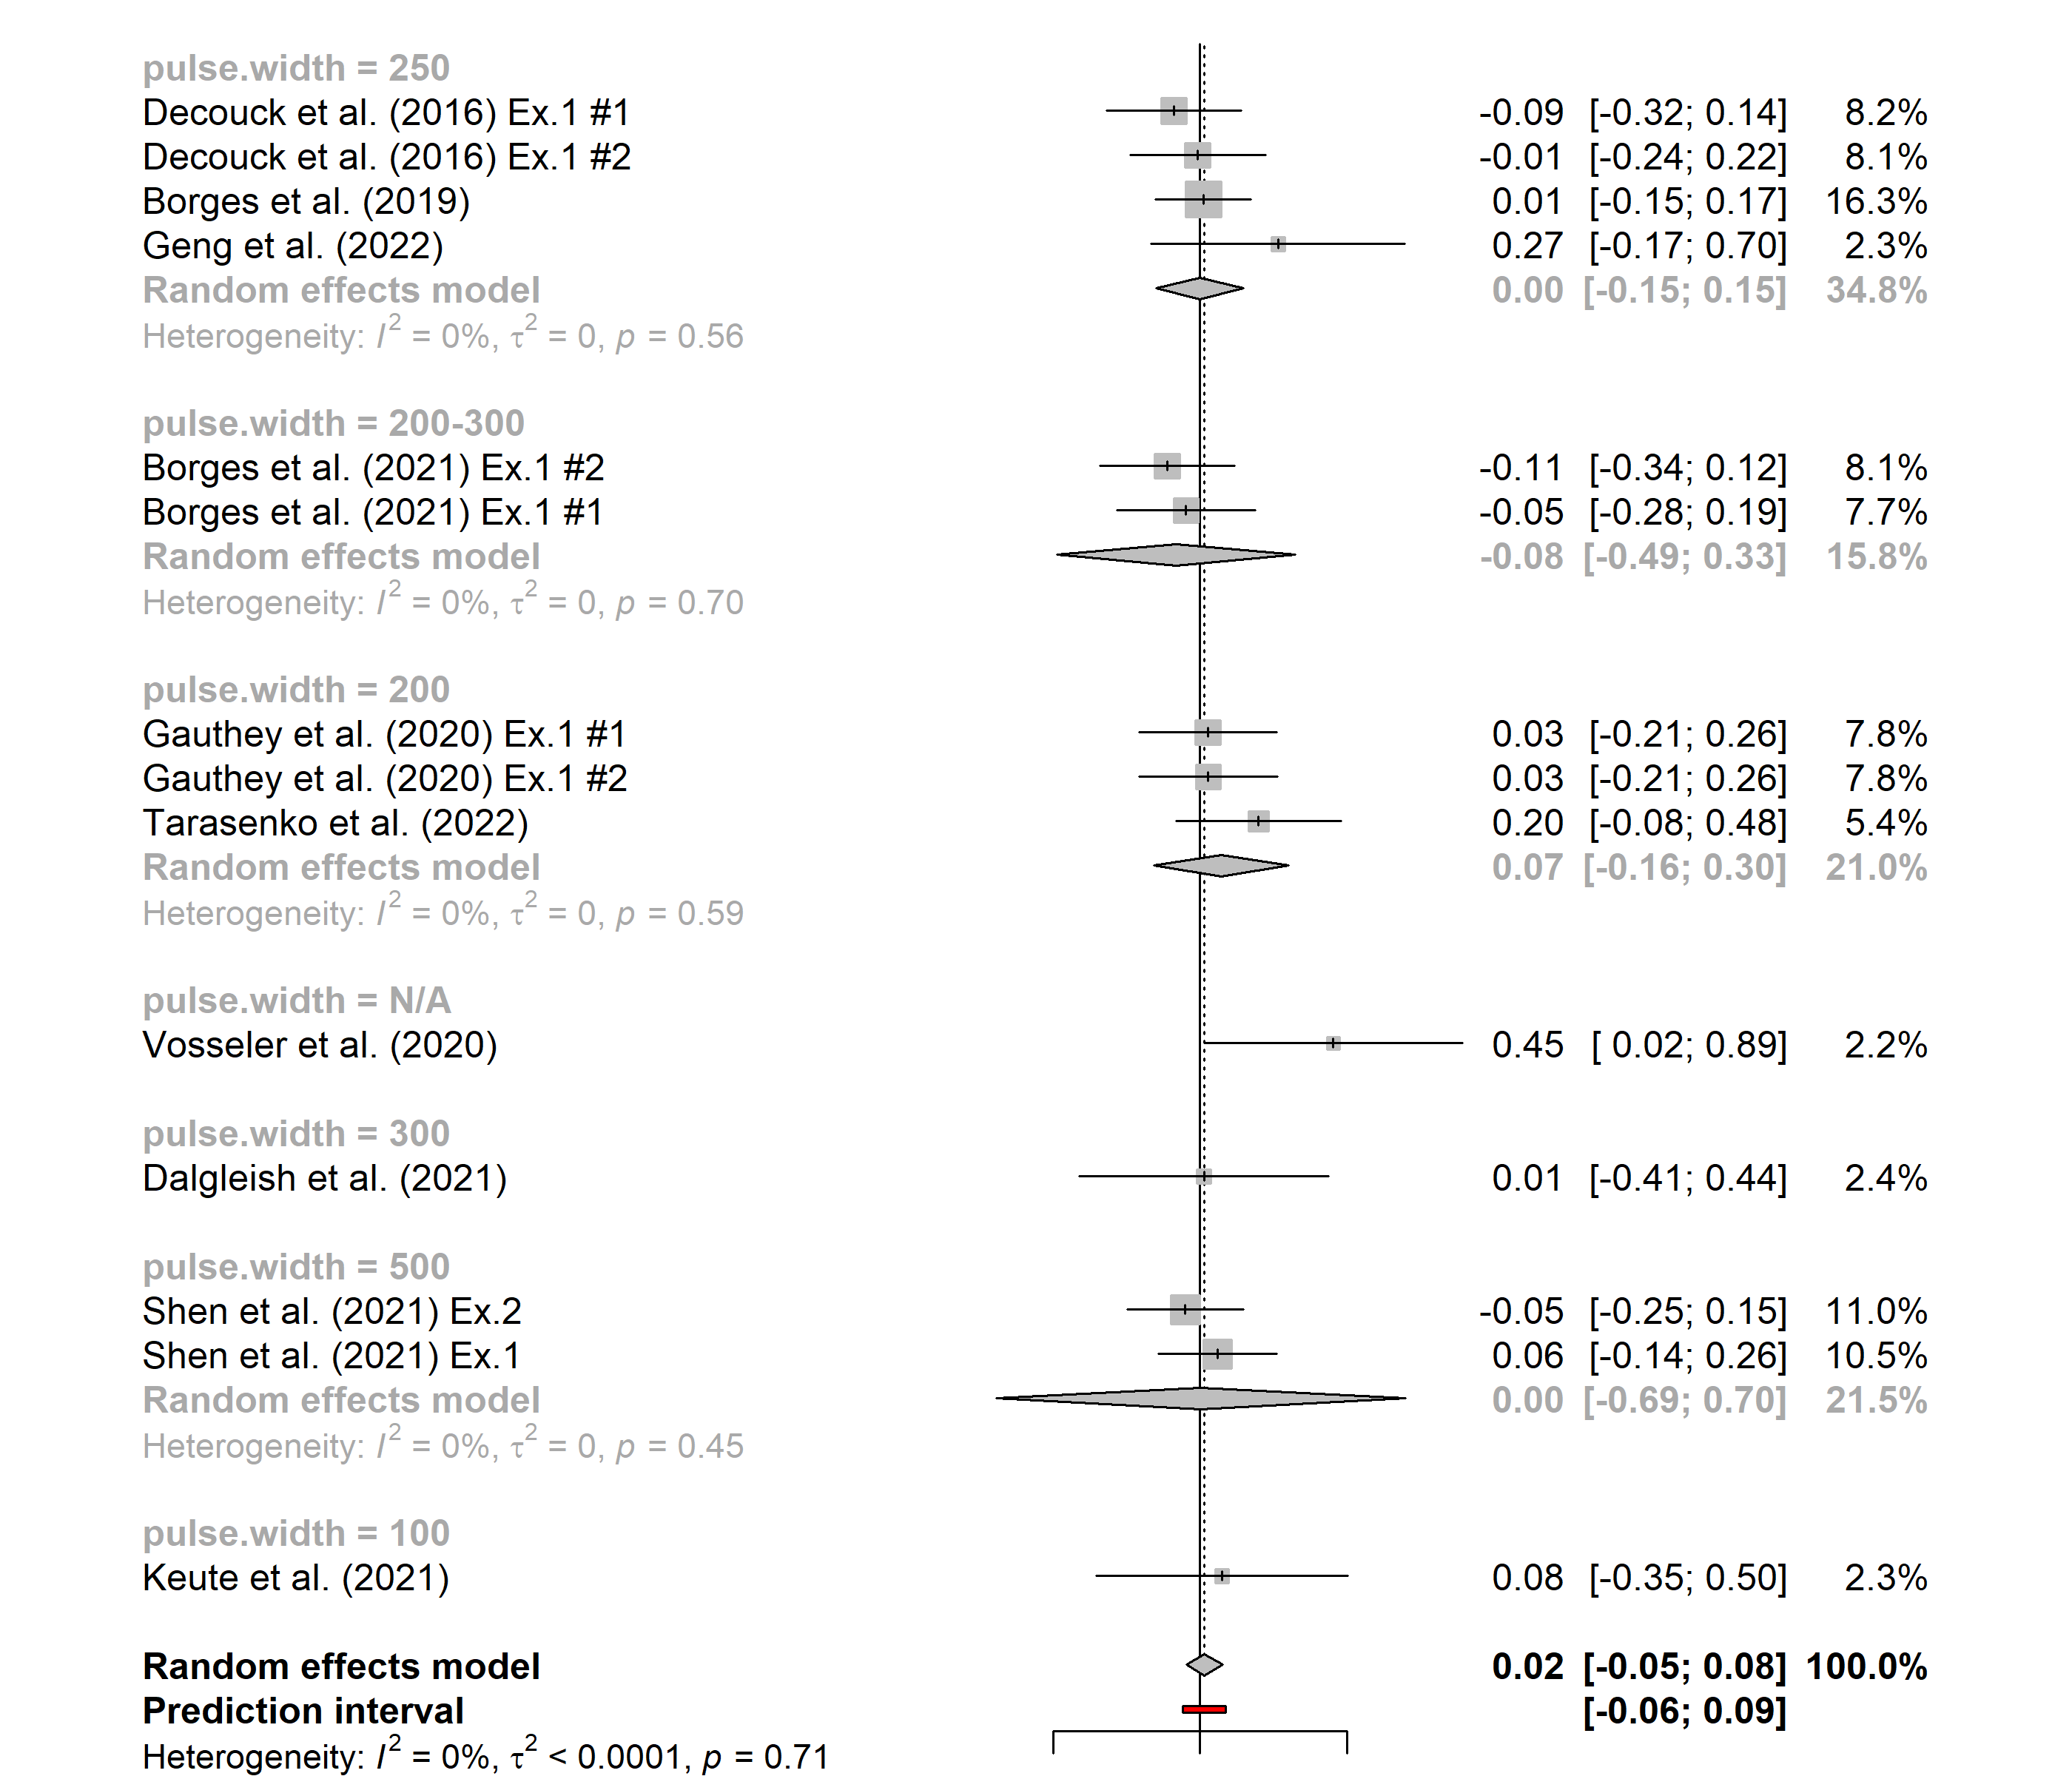 pulse.width = 250
Decouck et al. (2016) Ex.1 #1 -0.09 [-0.32; 0.14] 8.2%
Decouck et al. (2016) Ex.1 #2 -0.01 [-0.24; 0.22] 8.1%
Borges et al. (2019) 0.01 [-0.15; 0.17] 16.3%
Geng et al. (2022) 0.27 [-0.17; 0.70] 2.3%
Random effects model 0.00 [-0.15; 0.15] 34.8%
Heterogeneity: I² = 0%, τ² = 0, p = 0.56
pulse.width = 200-300
Borges et al. (2021) Ex.1 #2 -0.11 [-0.34; 0.12] 8.1%
Borges et al. (2021) Ex.1 #1 -0.05 [-0.28; 0.19] 7.7%
Random effects model -0.08 [-0.49; 0.33] 15.8%
Heterogeneity: I² = 0%, τ² = 0, p = 0.70
pulse.width = 200
Gauthey et al. (2020) Ex.1 #1 0.03 [-0.21; 0.26] 7.8%
Gauthey et al. (2020) Ex.1 #2 0.03 [-0.21; 0.26] 7.8%
Tarasenko et al. (2022) 0.20 [-0.08; 0.48] 5.4%
Random effects model 0.07 [-0.16; 0.30] 21.0%
Heterogeneity: I² = 0%, τ² = 0, p = 0.59
pulse.width = N/A
Vosseler et al. (2020) 0.45 [ 0.02; 0.89] 2.2%
pulse.width = 300
Dalgleish et al. (2021) 0.01 [-0.41; 0.44] 2.4%
pulse.width = 500
Shen et al. (2021) Ex.2 -0.05 [-0.25; 0.15] 11.0%
Shen et al. (2021) Ex.1 0.06 [-0.14; 0.26] 10.5%
Random effects model 0.00 [-0.69; 0.70] 21.5%
Heterogeneity: I² = 0%, τ² = 0, p = 0.45
pulse.width = 100
Keute et al. (2021) 0.08 [-0.35; 0.50] 2.3%
Random effects model 0.02 [-0.05; 0.08] 100.0%
Prediction interval [-0.06; 0.09]
Heterogeneity: I² = 0%, τ² < 0.0001, p = 0.71